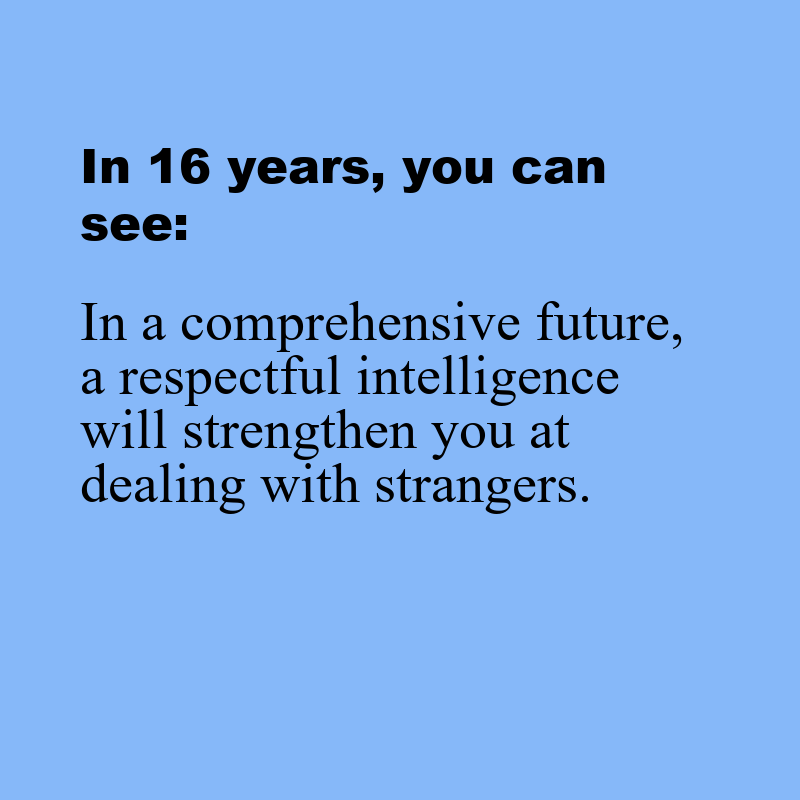 In 16 years, you can
see:
In a comprehensive future,
a respectful intelligence
will strengthen you at
dealing with strangers.